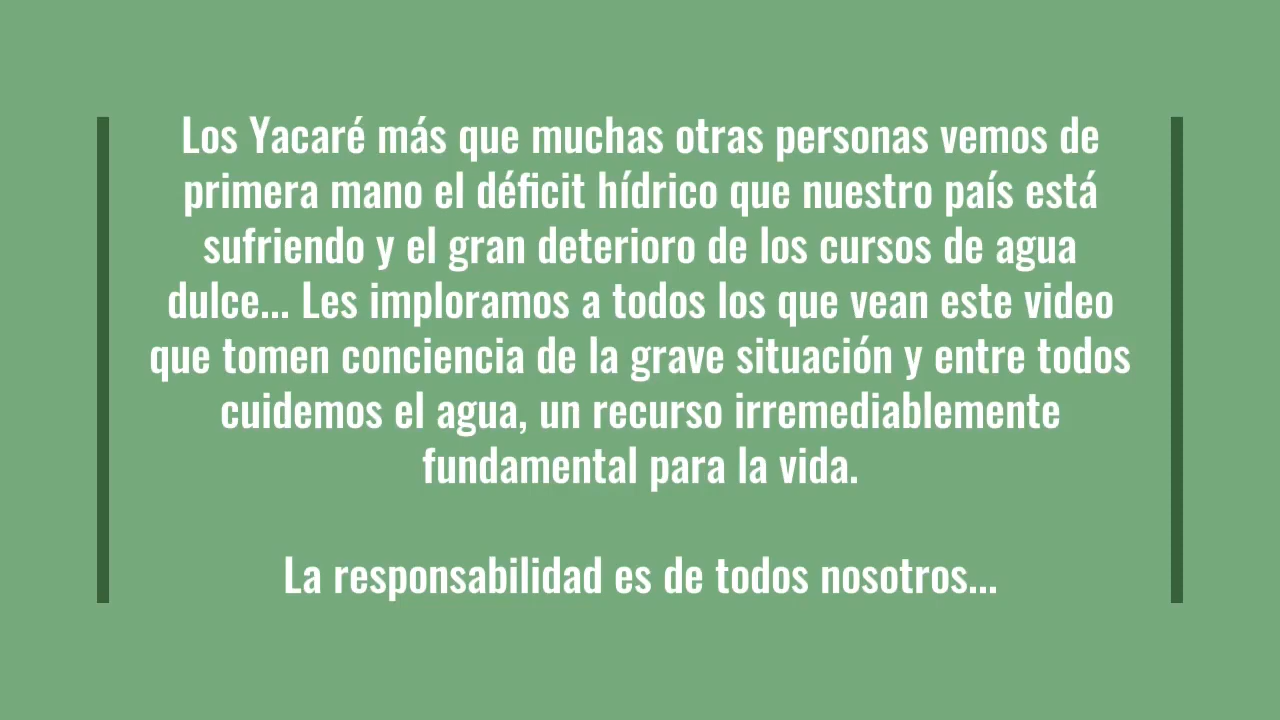 Los Yacaré más que muchas otras personas vemos de
primera mano el déficit hídrico que nuestro país está
sufriendo y el gran deterioro de los cursos de agua
dulce... Les imploramos a todos los que vean este video
que tomen conciencia de la grave situación y entre todos
cuidemos el agua, un recurso irremediablemente
fundamental para la vida.
La responsabilidad es de todos nosotros...